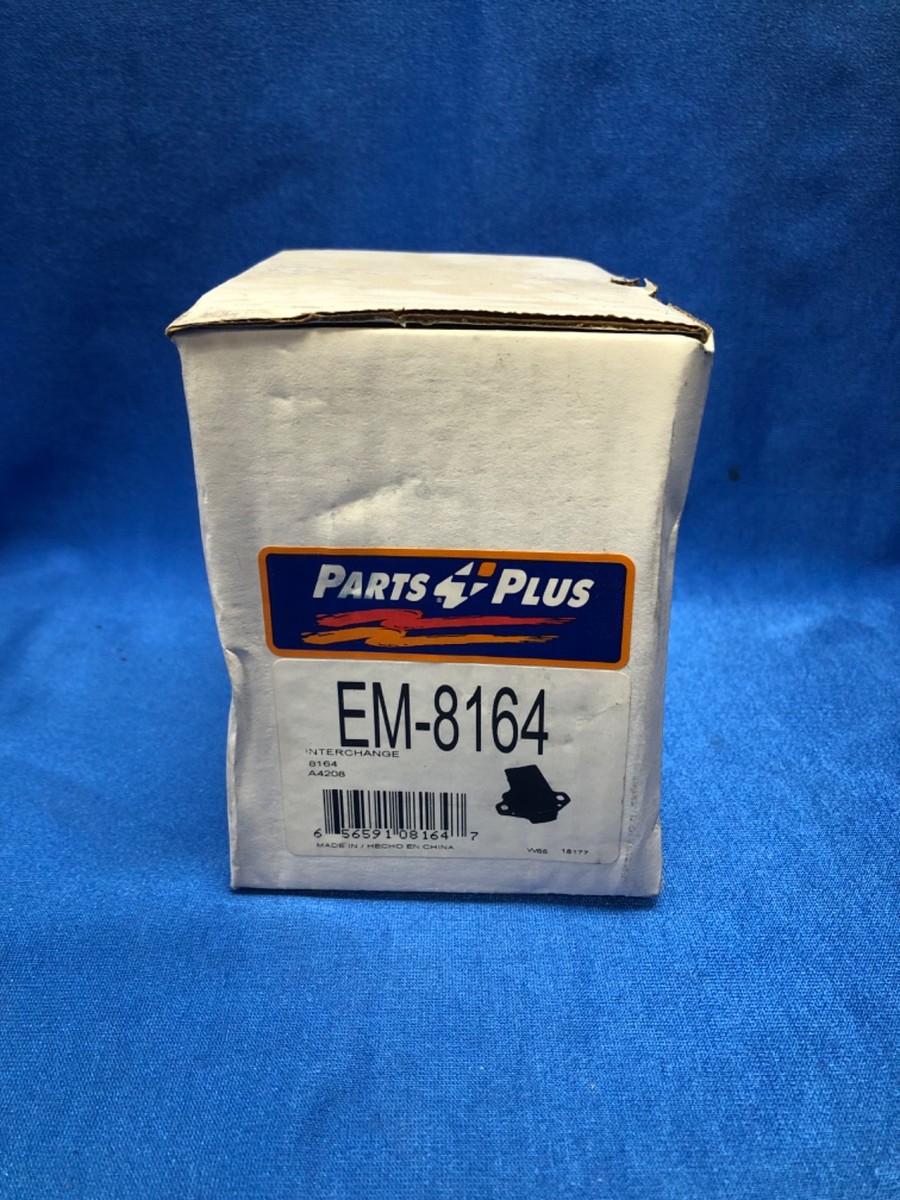 PARTS PLUS
EM-8164
INTERCHANGE
8164
A4208
6 56591 08164 7
MADE IN / HECHO EN CHINA
W66 18177